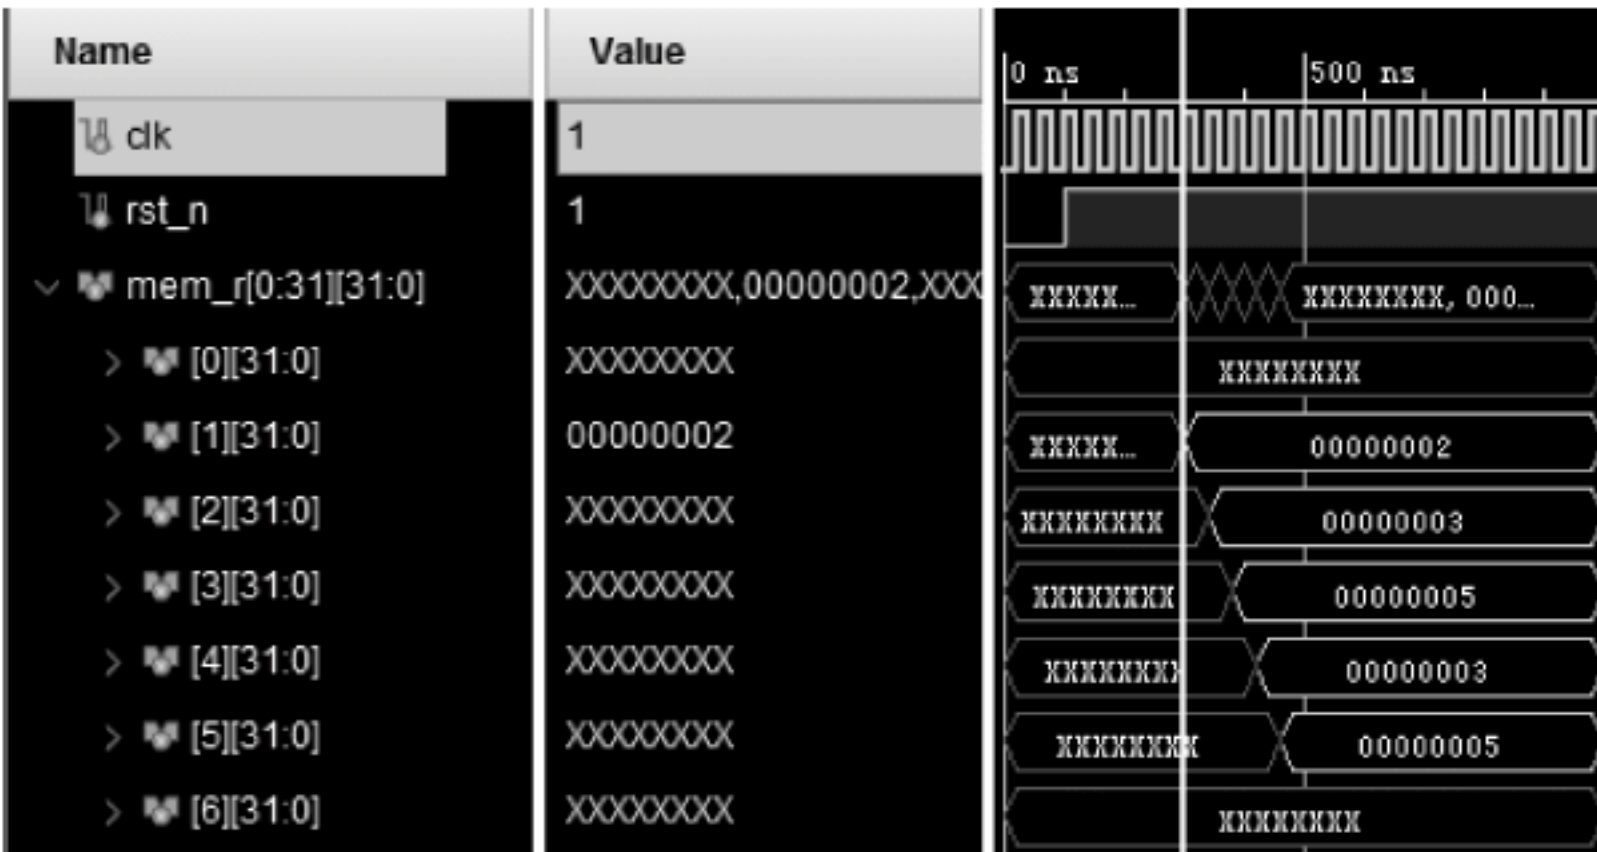 Name Value
0 ns 500 ns
clk 1
rst_n 1
mem_r[0:31][31:0] XXXXXXXX,00000002,XXX XXXXX... XXXXXXXX, 000...
[0][31:0] XXXXXXXX XXXXXXXX
[1][31:0] 00000002 XXXXX... 00000002
[2][31:0] XXXXXXXX XXXXXXXX 00000003
[3][31:0] XXXXXXXX XXXXXXXX 00000005
[4][31:0] XXXXXXXX XXXXXXXX 00000003
[5][31:0] XXXXXXXX XXXXXXXX 00000005
[6][31:0] XXXXXXXX XXXXXXXX